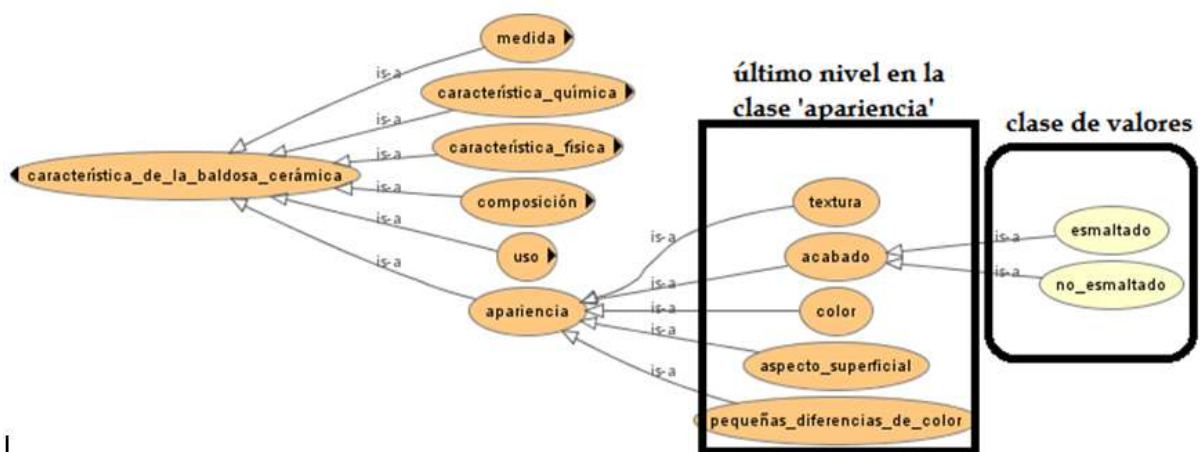 medida
característica_química
característica_física
característica_de_la_baldosa_cerámica
composición
uso
apariencia
is-a
is-a
is-a
is-a
is-a
is-a
último nivel en la
clase 'apariencia'
textura
acabado
color
aspecto_superficial
pequeñas_diferencias_de_color
is-a
is-a
is-a
is-a
is-a
clase de valores
esmaltado
no_esmaltado
is-a
is-a